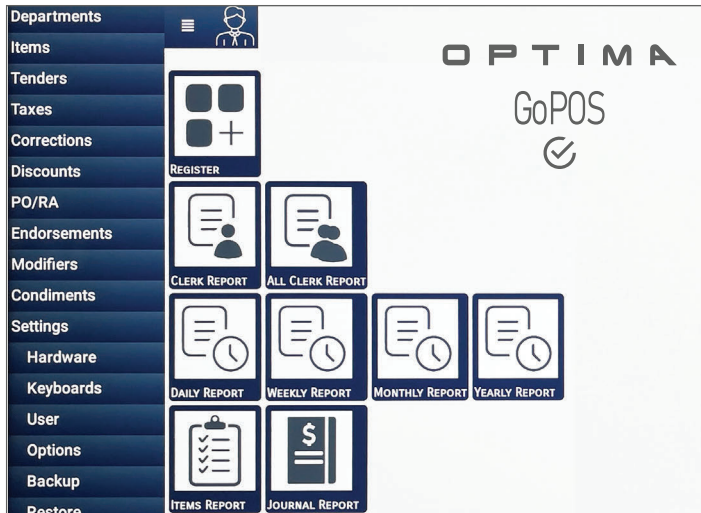 Departments
Items
Tenders
Taxes
Corrections
Discounts
PO/RA
Endorsements
Modifiers
Condiments
Settings
Hardware
Keyboards
User
Options
Backup
Restore
OPTIMA
GoPOS
REGISTER
CLERK REPORT
ALL CLERK REPORT
DAILY REPORT
WEEKLY REPORT
MONTHLY REPORT
YEARLY REPORT
$
ITEMS REPORT
JOURNAL REPORT